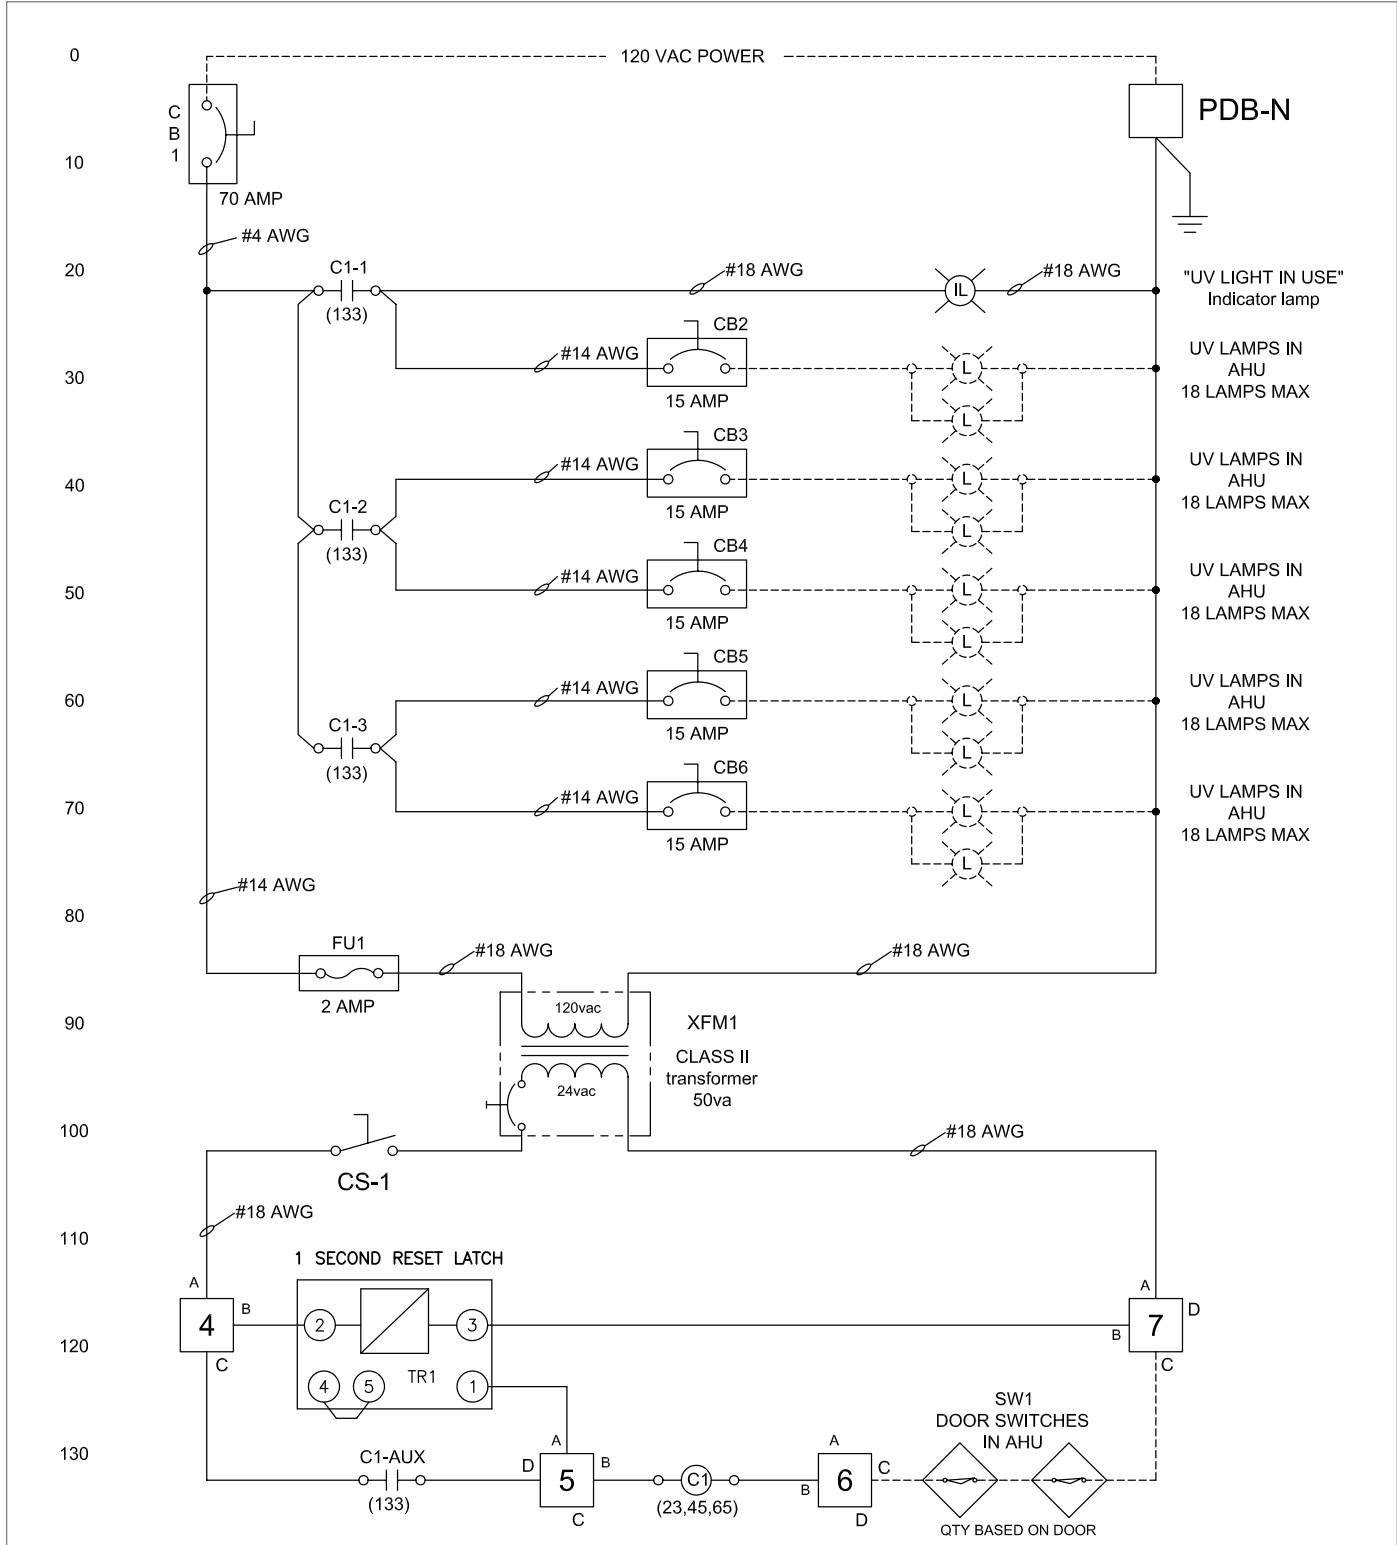 0
120 VAC POWER
PDB-N
C
B
1
10
70 AMP
#4 AWG
20
C1-1
(133)
#18 AWG
IL
#18 AWG
"UV LIGHT IN USE"
Indicator lamp
CB2
#14 AWG
15 AMP
30
L
L
UV LAMPS IN
AHU
18 LAMPS MAX
CB3
#14 AWG
15 AMP
40
L
L
UV LAMPS IN
AHU
18 LAMPS MAX
C1-2
(133)
CB4
#14 AWG
15 AMP
50
L
L
UV LAMPS IN
AHU
18 LAMPS MAX
CB5
#14 AWG
15 AMP
60
L
L
UV LAMPS IN
AHU
18 LAMPS MAX
C1-3
(133)
CB6
#14 AWG
15 AMP
70
L
L
UV LAMPS IN
AHU
18 LAMPS MAX
#14 AWG
80
FU1
2 AMP
#18 AWG
#18 AWG
90
120vac
24vac
XFM1
CLASS II
transformer
50va
100
CS-1
#18 AWG
#18 AWG
110
1 SECOND RESET LATCH
A
4
B
C
2
3
TR1
4
5
1
A
D
B
7
C
120
130
C1-AUX
(133)
A
D
5
B
C
C1
(23,45,65)
A
B
6
C
D
SW1
DOOR SWITCHES
IN AHU
QTY BASED ON DOOR